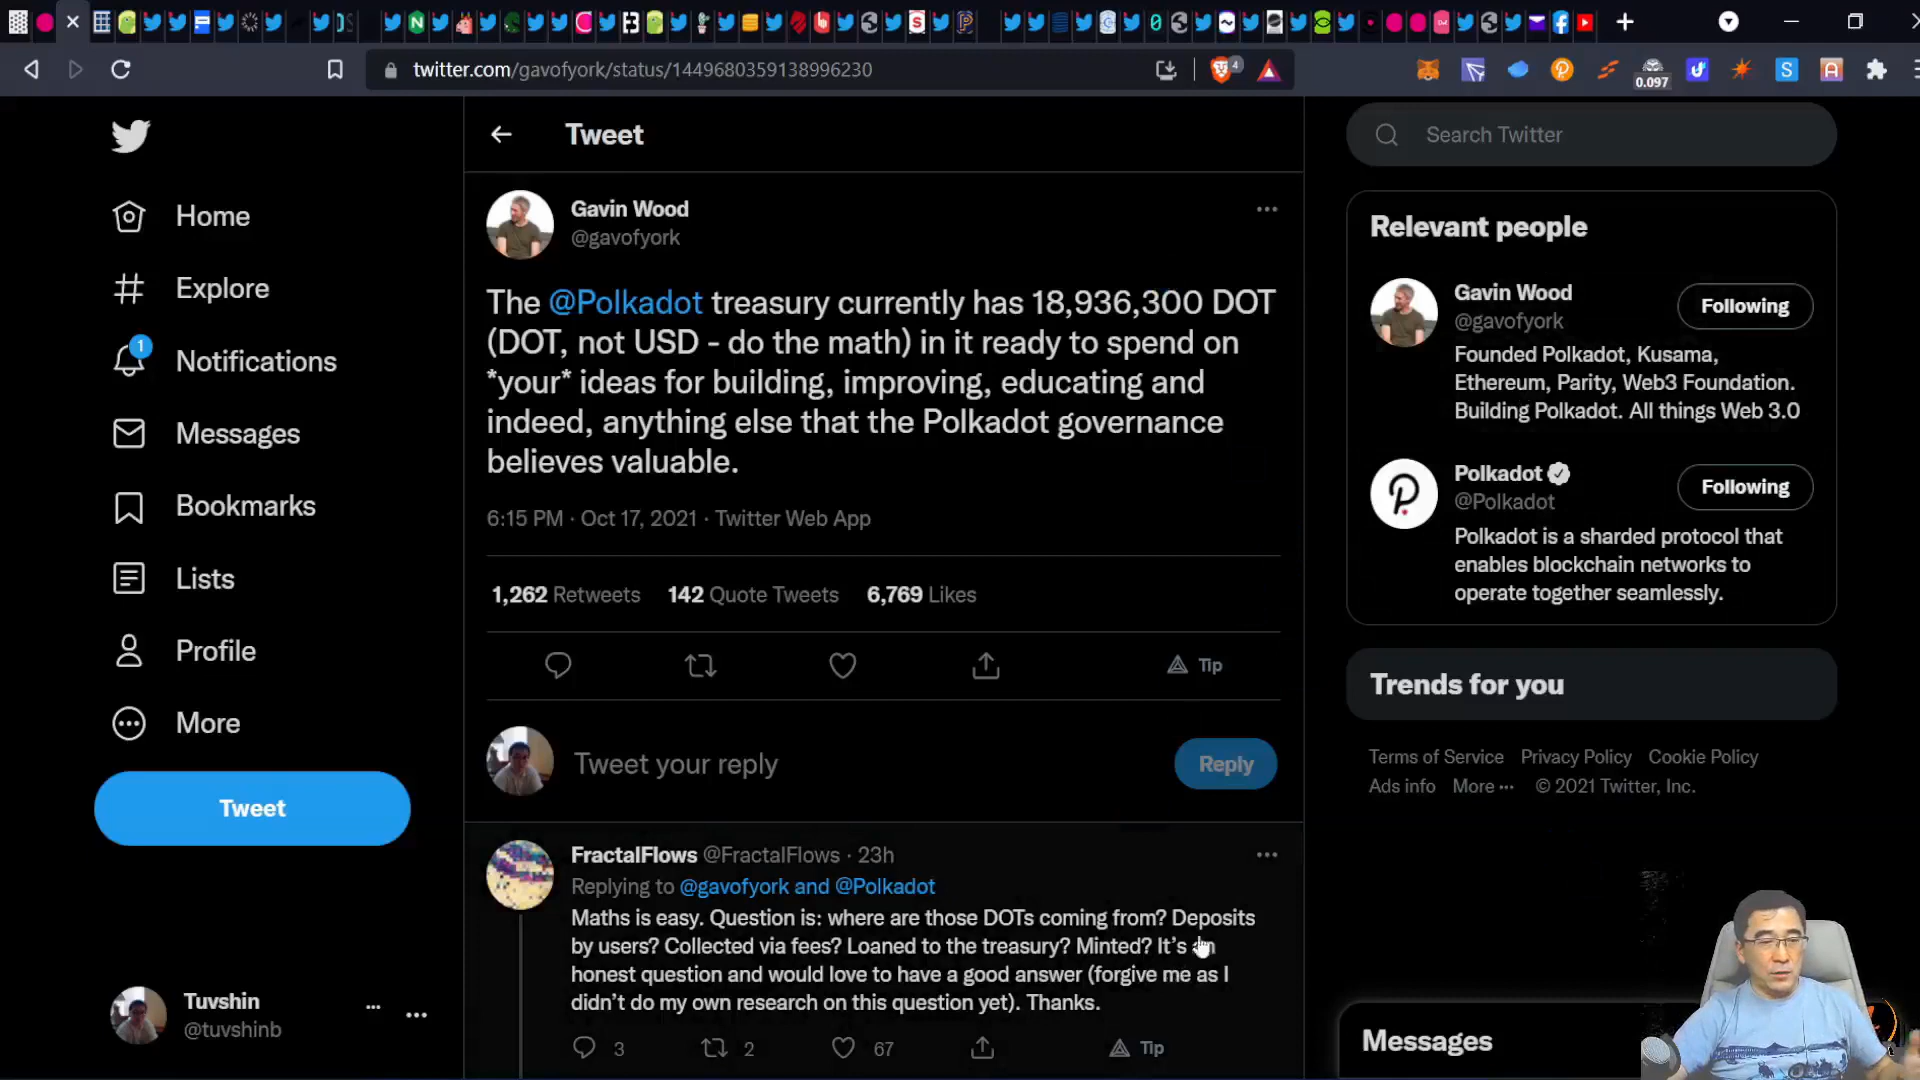 twitter.com/gavofyork/status/1449680359138996230
4
0.097
Home
Explore
1
Notifications
Messages
Bookmarks
Lists
Profile
More
Tweet
Tuvshin
@tuvshinb
Tweet
Gavin Wood
@gavofyork
The @Polkadot treasury currently has 18,936,300 DOT
(DOT, not USD - do the math) in it ready to spend on
*your* ideas for building, improving, educating and
indeed, anything else that the Polkadot governance
believes valuable.
6:15 PM · Oct 17, 2021 · Twitter Web App
1,262 Retweets 142 Quote Tweets 6,769 Likes
Tip
Tweet your reply
Reply
FractalFlows @FractalFlows · 23h
Replying to @gavofyork and @Polkadot
Maths is easy. Question is: where are those DOTs coming from? Deposits
by users? Collected via fees? Loaned to the treasury? Minted? It's an
honest question and would love to have a good answer (forgive me as I
didn't do my own research on this question yet). Thanks.
3 2 67 Tip
Search Twitter
Relevant people
Gavin Wood
@gavofyork
Following
Founded Polkadot, Kusama,
Ethereum, Parity, Web3 Foundation.
Building Polkadot. All things Web 3.0
Polkadot
@Polkadot
Following
Polkadot is a sharded protocol that
enables blockchain networks to
operate together seamlessly.
Trends for you
Terms of Service Privacy Policy Cookie Policy
Ads info More ··· © 2021 Twitter, Inc.
Messages